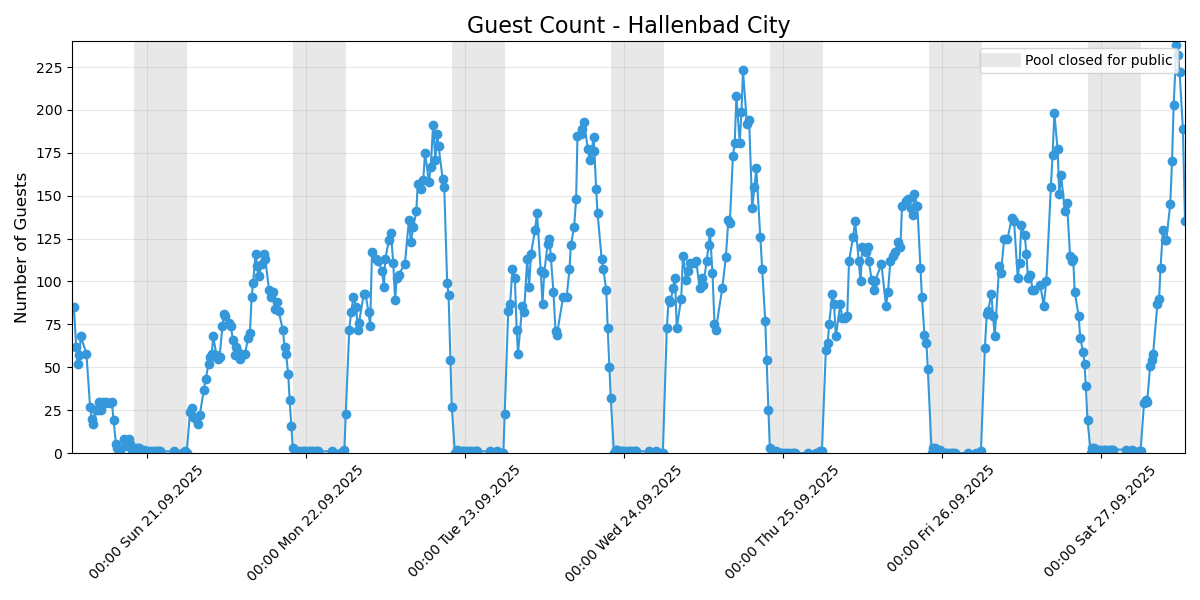 Guest Count - Hallenbad City
Pool closed for public
Number of Guests
225
200
175
150
125
100
75
50
25
0
00:00 Sun 21.09.2025
00:00 Mon 22.09.2025
00:00 Tue 23.09.2025
00:00 Wed 24.09.2025
00:00 Thu 25.09.2025
00:00 Fri 26.09.2025
00:00 Sat 27.09.2025